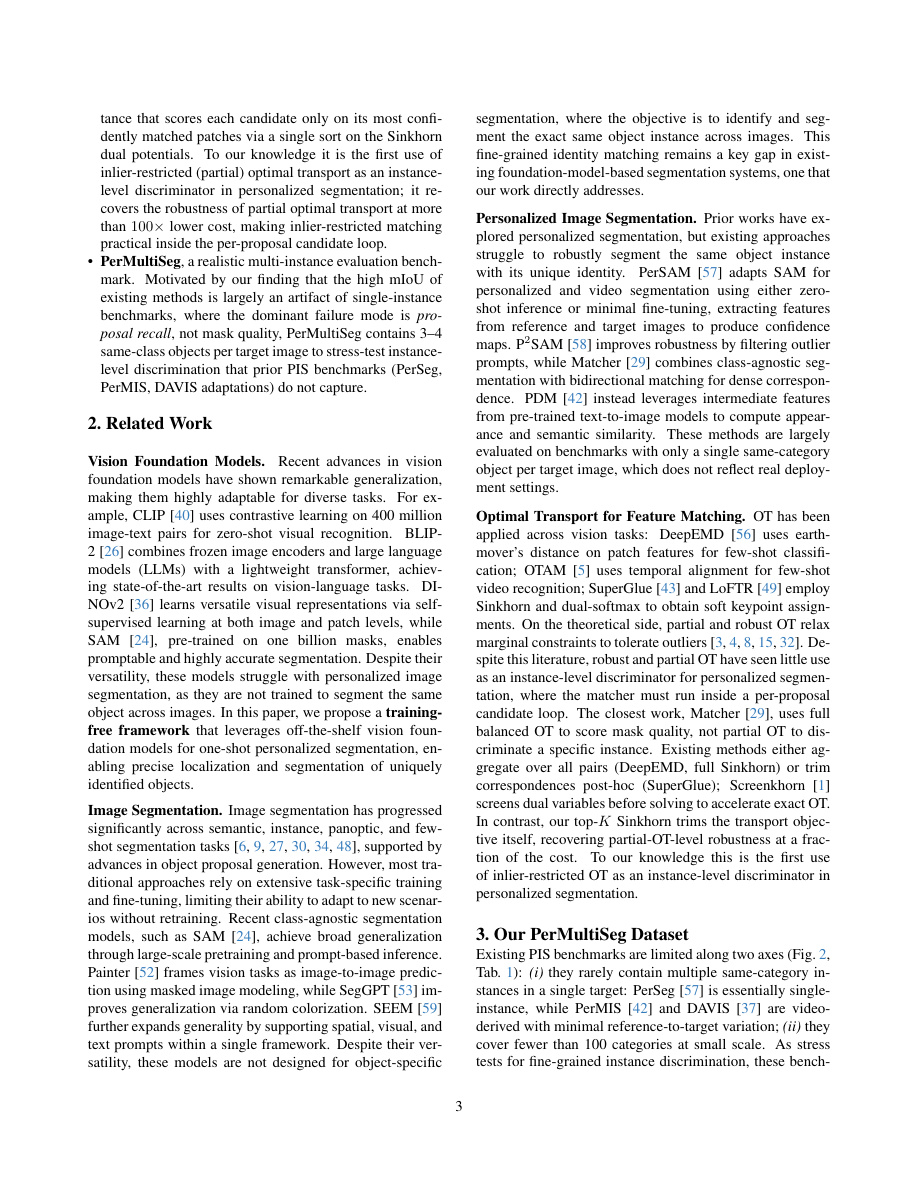 tance that scores each candidate only on its most confi-
dently matched patches via a single sort on the Sinkhorn
dual potentials. To our knowledge it is the first use of
inlier-restricted (partial) optimal transport as an instance-
level discriminator in personalized segmentation; it re-
covers the robustness of partial optimal transport at more
than 100× lower cost, making inlier-restricted matching
practical inside the per-proposal candidate loop.
• PerMultiSeg, a realistic multi-instance evaluation bench-
mark. Motivated by our finding that the high mIoU of
existing methods is largely an artifact of single-instance
benchmarks, where the dominant failure mode is pro-
posal recall, not mask quality, PerMultiSeg contains 3–4
same-class objects per target image to stress-test instance-
level discrimination that prior PIS benchmarks (PerSeg,
PerMIS, DAVIS adaptations) do not capture.
2. Related Work
Vision Foundation Models. Recent advances in vision
foundation models have shown remarkable generalization,
making them highly adaptable for diverse tasks. For ex-
ample, CLIP [40] uses contrastive learning on 400 million
image-text pairs for zero-shot visual recognition. BLIP-
2 [26] combines frozen image encoders and large language
models (LLMs) with a lightweight transformer, achiev-
ing state-of-the-art results on vision-language tasks. DI-
NOv2 [36] learns versatile visual representations via self-
supervised learning at both image and patch levels, while
SAM [24], pre-trained on one billion masks, enables
promptable and highly accurate segmentation. Despite their
versatility, these models struggle with personalized image
segmentation, as they are not trained to segment the same
object across images. In this paper, we propose a training-
free framework that leverages off-the-shelf vision foun-
dation models for one-shot personalized segmentation, en-
abling precise localization and segmentation of uniquely
identified objects.
Image Segmentation. Image segmentation has progressed
significantly across semantic, instance, panoptic, and few-
shot segmentation tasks [6, 9, 27, 30, 34, 48], supported by
advances in object proposal generation. However, most tra-
ditional approaches rely on extensive task-specific training
and fine-tuning, limiting their ability to adapt to new scenar-
ios without retraining. Recent class-agnostic segmentation
models, such as SAM [24], achieve broad generalization
through large-scale pretraining and prompt-based inference.
Painter [52] frames vision tasks as image-to-image predic-
tion using masked image modeling, while SegGPT [53] im-
proves generalization via random colorization. SEEM [59]
further expands generality by supporting spatial, visual, and
text prompts within a single framework. Despite their ver-
satility, these models are not designed for object-specific
segmentation, where the objective is to identify and seg-
ment the exact same object instance across images. This
fine-grained identity matching remains a key gap in exist-
ing foundation-model-based segmentation systems, one that
our work directly addresses.
Personalized Image Segmentation. Prior works have ex-
plored personalized segmentation, but existing approaches
struggle to robustly segment the same object instance
with its unique identity. PerSAM [57] adapts SAM for
personalized and video segmentation using either zero-
shot inference or minimal fine-tuning, extracting features
from reference and target images to produce confidence
maps. P²SAM [58] improves robustness by filtering outlier
prompts, while Matcher [29] combines class-agnostic seg-
mentation with bidirectional matching for dense correspon-
dence. PDM [42] instead leverages intermediate features
from pre-trained text-to-image models to compute appear-
ance and semantic similarity. These methods are largely
evaluated on benchmarks with only a single same-category
object per target image, which does not reflect real deploy-
ment settings.
Optimal Transport for Feature Matching. OT has been
applied across vision tasks: DeepEMD [56] uses earth-
mover's distance on patch features for few-shot classifi-
cation; OTAM [5] uses temporal alignment for few-shot
video recognition; SuperGlue [43] and LoFTR [49] employ
Sinkhorn and dual-softmax to obtain soft keypoint assign-
ments. On the theoretical side, partial and robust OT relax
marginal constraints to tolerate outliers [3, 4, 8, 15, 32]. De-
spite this literature, robust and partial OT have seen little use
as an instance-level discriminator for personalized segmen-
tation, where the matcher must run inside a per-proposal
candidate loop. The closest work, Matcher [29], uses full
balanced OT to score mask quality, not partial OT to dis-
criminate a specific instance. Existing methods either ag-
gregate over all pairs (DeepEMD, full Sinkhorn) or trim
correspondences post-hoc (SuperGlue); Screenkhorn [1]
screens dual variables before solving to accelerate exact OT.
In contrast, our top-K Sinkhorn trims the transport objec-
tive itself, recovering partial-OT-level robustness at a frac-
tion of the cost. To our knowledge this is the first use
of inlier-restricted OT as an instance-level discriminator in
personalized segmentation.
3. Our PerMultiSeg Dataset
Existing PIS benchmarks are limited along two axes (Fig. 2,
Tab. 1): (i) they rarely contain multiple same-category in-
stances in a single target: PerSeg [57] is essentially single-
instance, while PerMIS [42] and DAVIS [37] are video-
derived with minimal reference-to-target variation; (ii) they
cover fewer than 100 categories at small scale. As stress
tests for fine-grained instance discrimination, these bench-
3